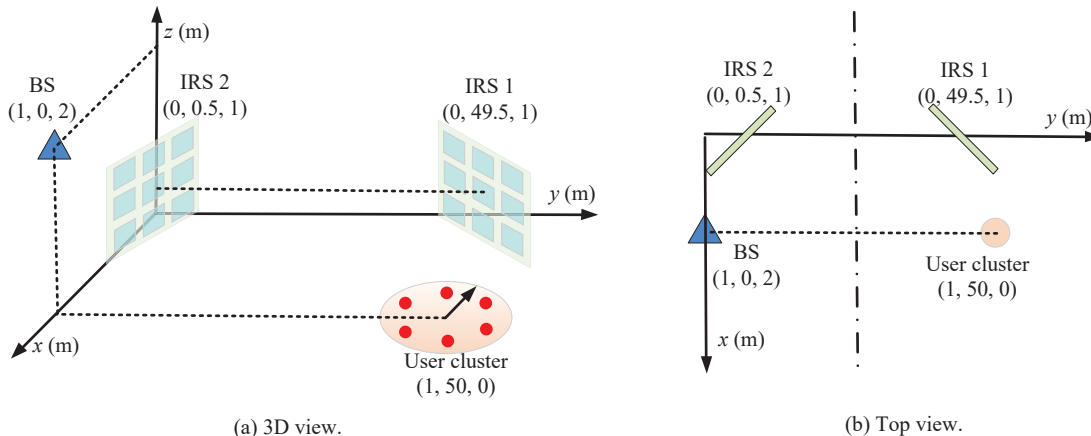 z (m)
BS
(1, 0, 2)
IRS 2
(0, 0.5, 1)
IRS 1
(0, 49.5, 1)
y (m)
x (m)
User cluster
(1, 50, 0)
(a) 3D view.
IRS 2
(0, 0.5, 1)
IRS 1
(0, 49.5, 1)
y (m)
BS
(1, 0, 2)
User cluster
(1, 50, 0)
x (m)
(b) Top view.